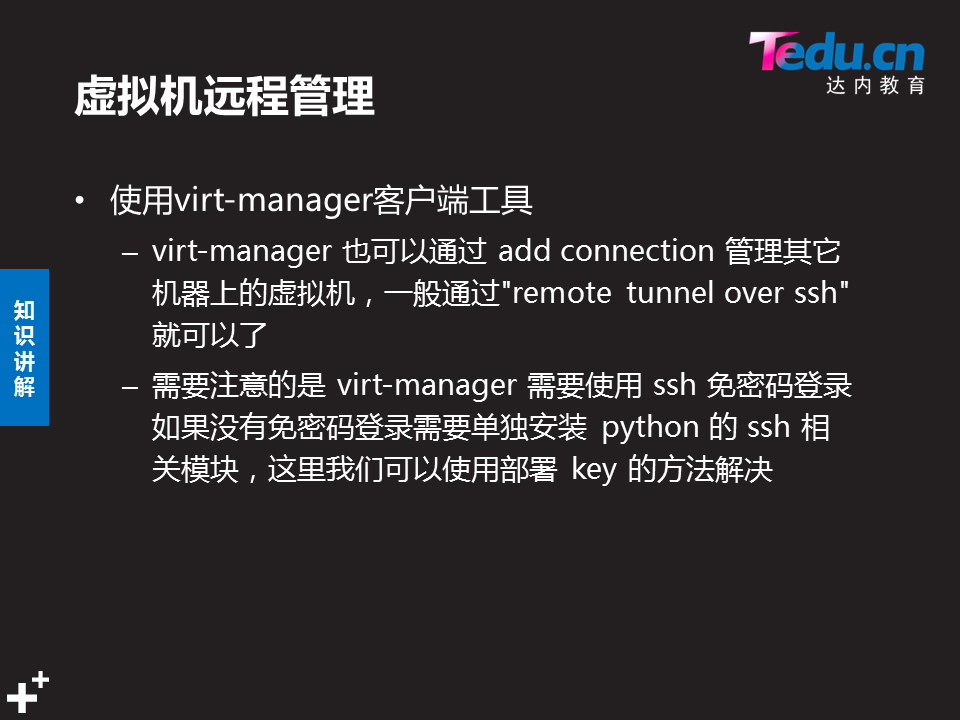 Tedu.cn
达内教育
虚拟机远程管理
• 使用virt-manager客户端工具
– virt-manager 也可以通过 add connection 管理其它
机器上的虚拟机，一般通过"remote tunnel over ssh"
就可以了
– 需要注意的是 virt-manager 需要使用 ssh 免密码登录
如果没有免密码登录需要单独安装 python 的 ssh 相
关模块，这里我们可以使用部署 key 的方法解决
知识讲解